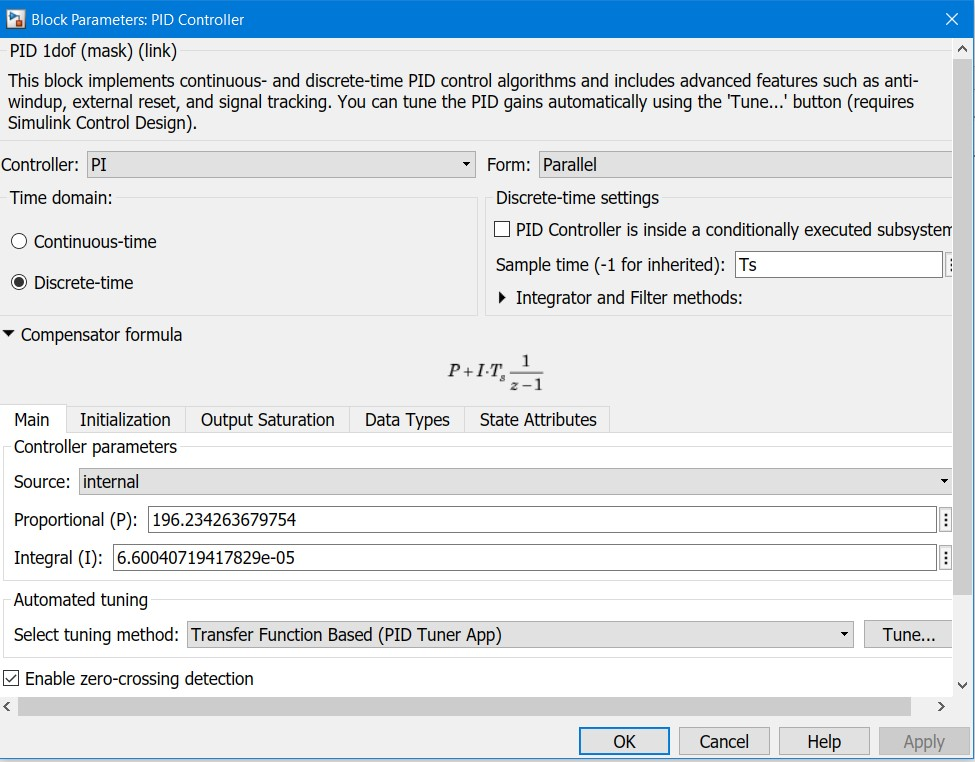 Block Parameters: PID Controller
PID 1dof (mask) (link)
This block implements continuous- and discrete-time PID control algorithms and includes advanced features such as anti-
windup, external reset, and signal tracking. You can tune the PID gains automatically using the 'Tune...' button (requires
Simulink Control Design).
Controller: PI Form: Parallel
Time domain: Discrete-time settings
Continuous-time
PID Controller is inside a conditionally executed subsystem
Discrete-time
Sample time (-1 for inherited): Ts
Integrator and Filter methods:
Compensator formula
P + I·T_s 1/(z−1)
Main Initialization Output Saturation Data Types State Attributes
Controller parameters
Source: internal
Proportional (P): 196.234263679754
Integral (I): 6.60040719417829e-05
Automated tuning
Select tuning method: Transfer Function Based (PID Tuner App) Tune...
Enable zero-crossing detection
OK Cancel Help Apply